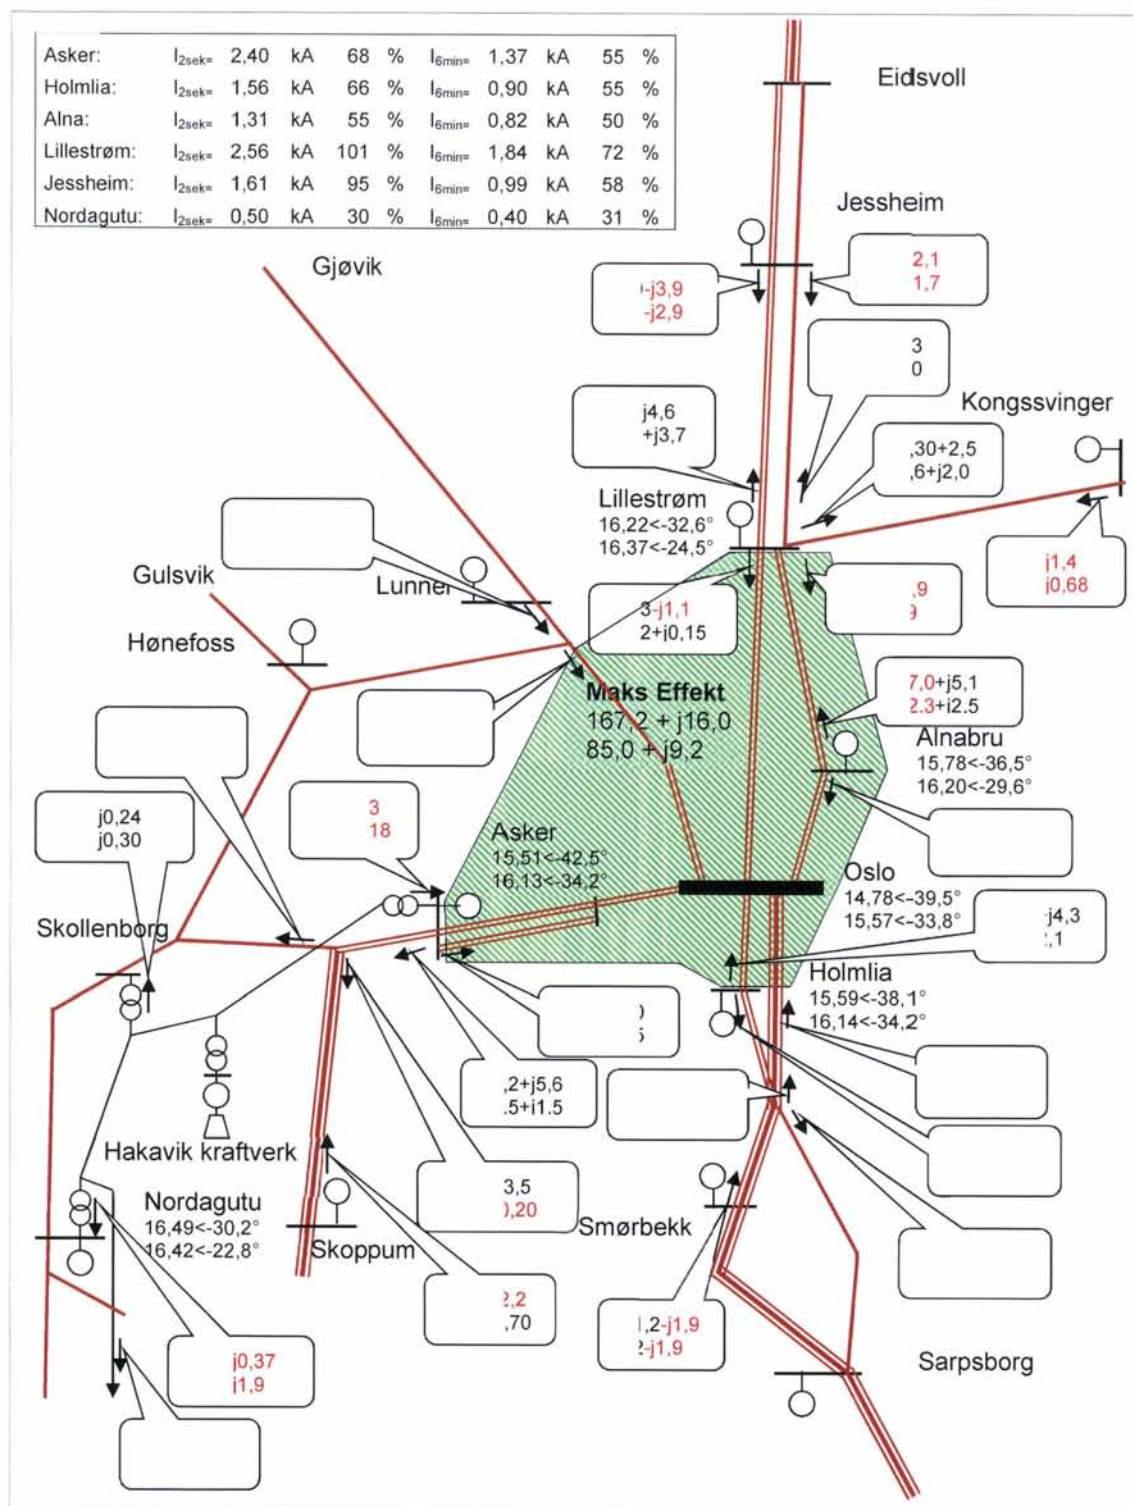 Asker: I2sek= 2,40 kA 68 % I6min= 1,37 kA 55 %
Holmlia: I2sek= 1,56 kA 66 % I6min= 0,90 kA 55 %
Alna: I2sek= 1,31 kA 55 % I6min= 0,82 kA 50 %
Lillestrøm: I2sek= 2,56 kA 101 % I6min= 1,84 kA 72 %
Jessheim: I2sek= 1,61 kA 95 % I6min= 0,99 kA 58 %
Nordagutu: I2sek= 0,50 kA 30 % I6min= 0,40 kA 31 %
Eidsvoll
Jessheim
Gjøvik
2,1
1,7
-j3,9
-j2,9
3
0
j4,6
+j3,7
Kongssvinger
,30+2,5
,6+j2,0
Lillestrøm
16,22<-32,6°
16,37<-24,5°
j1,4
j0,68
Gulsvik
Lunner
Hønefoss
3-j1,1
2+j0,15
,9
9
Maks Effekt
167,2 + j16,0
85,0 + j9,2
7,0+j5,1
2.3+i2.5
Alnabru
15,78<-36,5°
16,20<-29,6°
j0,24
j0,30
3
18
Asker
15,51<-42,5°
16,13<-34,2°
Oslo
14,78<-39,5°
15,57<-33,8°
Skollenborg
j4,3
,1
Holmlia
15,59<-38,1°
16,14<-34,2°
,2+j5,6
.5+i1.5
Hakavik kraftverk
Nordagutu
16,49<-30,2°
16,42<-22,8°
3,5
,20
Smørbekk
Skoppum
2,2
,70
,2-j1,9
-j1,9
j0,37
j1,9
Sarpsborg